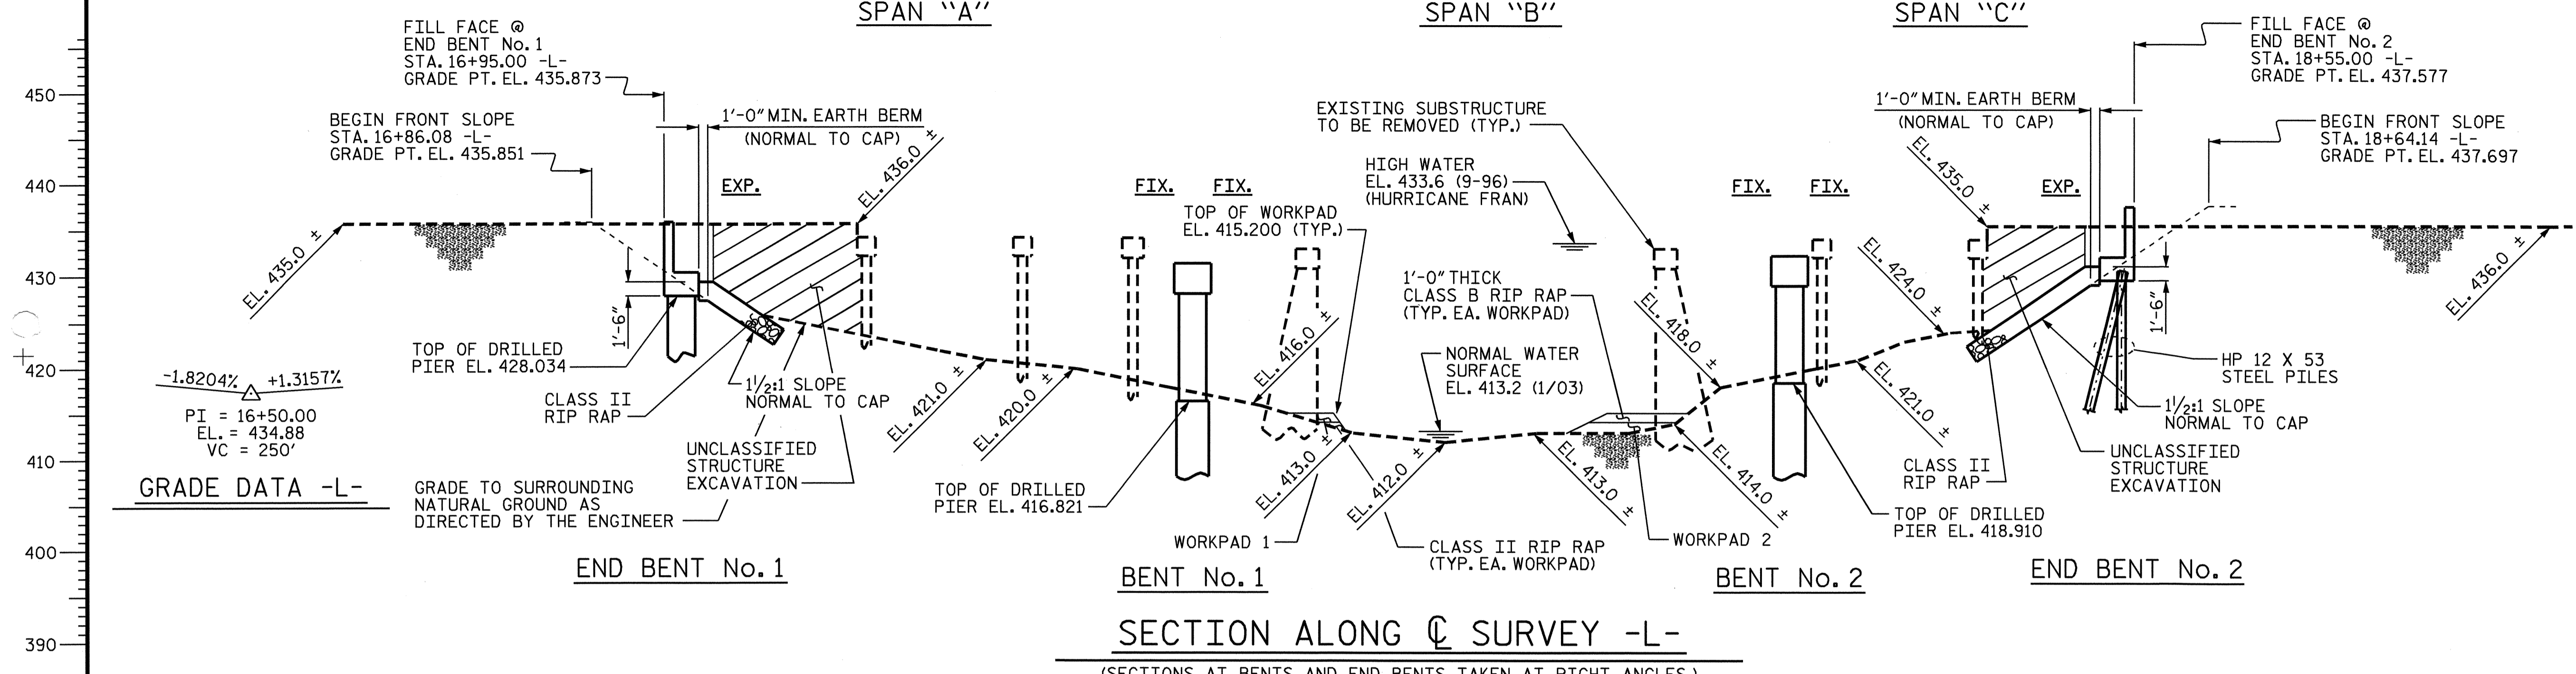 SPAN "A"
SPAN "B"
SPAN "C"
FILL FACE @
END BENT No. 1
STA. 16+95.00 -L-
GRADE PT. EL. 435.873
BEGIN FRONT SLOPE
STA. 16+86.08 -L-
GRADE PT. EL. 435.851
1'-0" MIN. EARTH BERM
(NORMAL TO CAP)
EXP.
EL. 436.0 ±
EL. 435.0 ±
1'-6"
TOP OF DRILLED
PIER EL. 428.034
CLASS II
RIP RAP
1½:1 SLOPE
NORMAL TO CAP
UNCLASSIFIED
STRUCTURE
EXCAVATION
GRADE TO SURROUNDING
NATURAL GROUND AS
DIRECTED BY THE ENGINEER
-1.8204% +1.3157%
PI = 16+50.00
EL. = 434.88
VC = 250'
GRADE DATA -L-
450
440
430
420
410
400
390
END BENT No. 1
EL. 421.0 ±
EL. 420.0 ±
FIX.
FIX.
TOP OF DRILLED
PIER EL. 416.821
EXISTING SUBSTRUCTURE
TO BE REMOVED (TYP.)
HIGH WATER
EL. 433.6 (9-96)
(HURRICANE FRAN)
TOP OF WORKPAD
EL. 415.200 (TYP.)
1'-0" THICK
CLASS B RIP RAP
(TYP. EA. WORKPAD)
EL. 416.0 ±
NORMAL WATER
SURFACE
EL. 413.2 (1/03)
EL. 413.0 ±
EL. 412.0 ±
EL. 413.0 ±
EL. 414.0 ±
EL. 418.0 ±
WORKPAD 1
CLASS II RIP RAP
(TYP. EA. WORKPAD)
WORKPAD 2
BENT No. 1
FIX.
FIX.
EL. 424.0 ±
EL. 421.0 ±
TOP OF DRILLED
PIER EL. 418.910
BENT No. 2
EL. 435.0 ±
1'-0" MIN. EARTH BERM
(NORMAL TO CAP)
EXP.
FILL FACE @
END BENT No. 2
STA. 18+55.00 -L-
GRADE PT. EL. 437.577
BEGIN FRONT SLOPE
STA. 18+64.14 -L-
GRADE PT. EL. 437.697
EL. 436.0 ±
1'-6"
HP 12 X 53
STEEL PILES
1½:1 SLOPE
NORMAL TO CAP
UNCLASSIFIED
STRUCTURE
EXCAVATION
CLASS II
RIP RAP
END BENT No. 2
SECTION ALONG ℄ SURVEY -L-
(SECTIONS AT BENTS AND END BENTS TAKEN AT RIGHT ANGLES.)